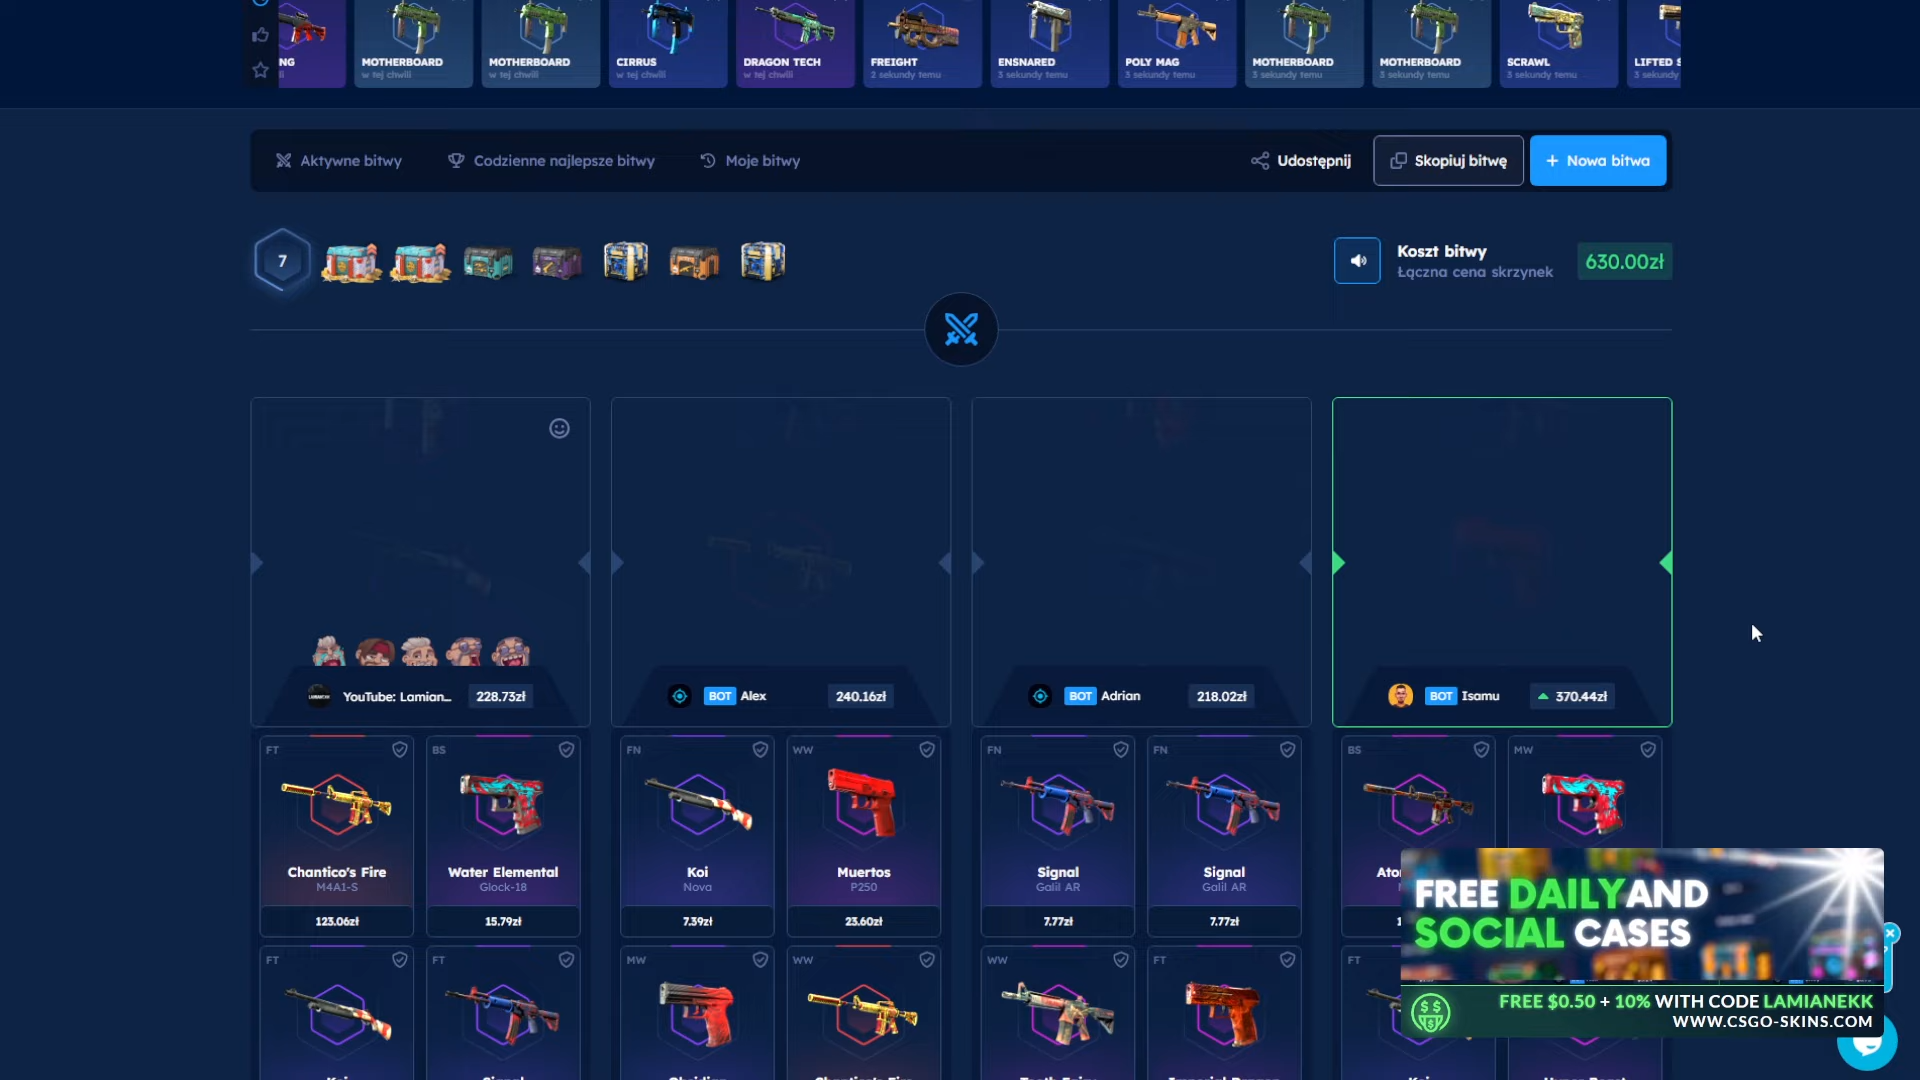 NG
MOTHERBOARD
w tej chwili
MOTHERBOARD
w tej chwili
CIRRUS
w tej chwili
DRAGON TECH
w tej chwili
FREIGHT
2 sekundy temu
ENSNARED
3 sekundy temu
POLY MAG
3 sekundy temu
MOTHERBOARD
3 sekundy temu
MOTHERBOARD
3 sekundy temu
SCRAWL
3 sekundy temu
LIFTED S
3 sekundy
Aktywne bitwy
Codzienne najlepsze bitwy
Moje bitwy
Udostępnij
Skopiuj bitwę
+ Nowa bitwa
7
Koszt bitwy
Łączna cena skrzynek
630.00zł
YouTube: Lamian...
228.73zł
BOT Alex
240.16zł
BOT Adrian
218.02zł
BOT Isamu
370.44zł
FT
Chantico's Fire
M4A1-S
123.06zł
BS
Water Elemental
Glock-18
15.79zł
FN
Koi
Nova
7.39zł
WW
Muertos
P250
23.60zł
FN
Signal
Galil AR
7.77zł
FN
Signal
Galil AR
7.77zł
BS
MW
FT
FT
MW
WW
WW
FT
FT
FREE DAILY AND
SOCIAL CASES
FREE $0.50 + 10% WITH CODE LAMIANEKK
WWW.CSGO-SKINS.COM